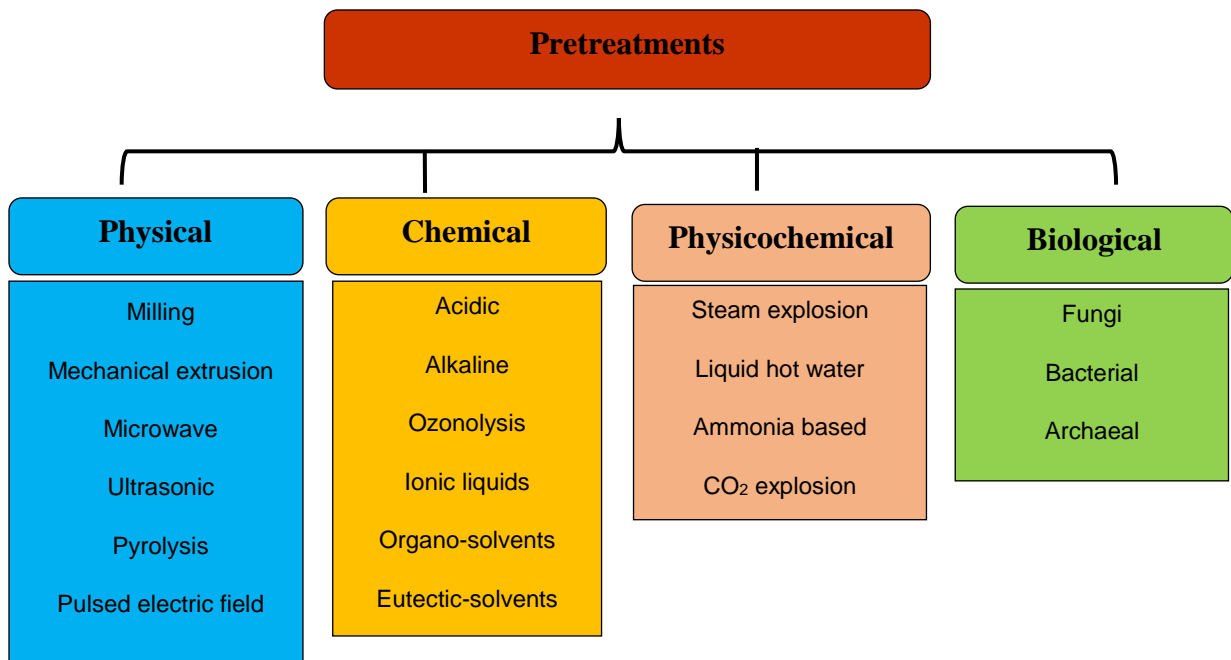 Pretreatments
Physical
Milling
Mechanical extrusion
Microwave
Ultrasonic
Pyrolysis
Pulsed electric field
Chemical
Acidic
Alkaline
Ozonolysis
Ionic liquids
Organo-solvents
Eutectic-solvents
Physicochemical
Steam explosion
Liquid hot water
Ammonia based
CO₂ explosion
Biological
Fungi
Bacterial
Archaeal